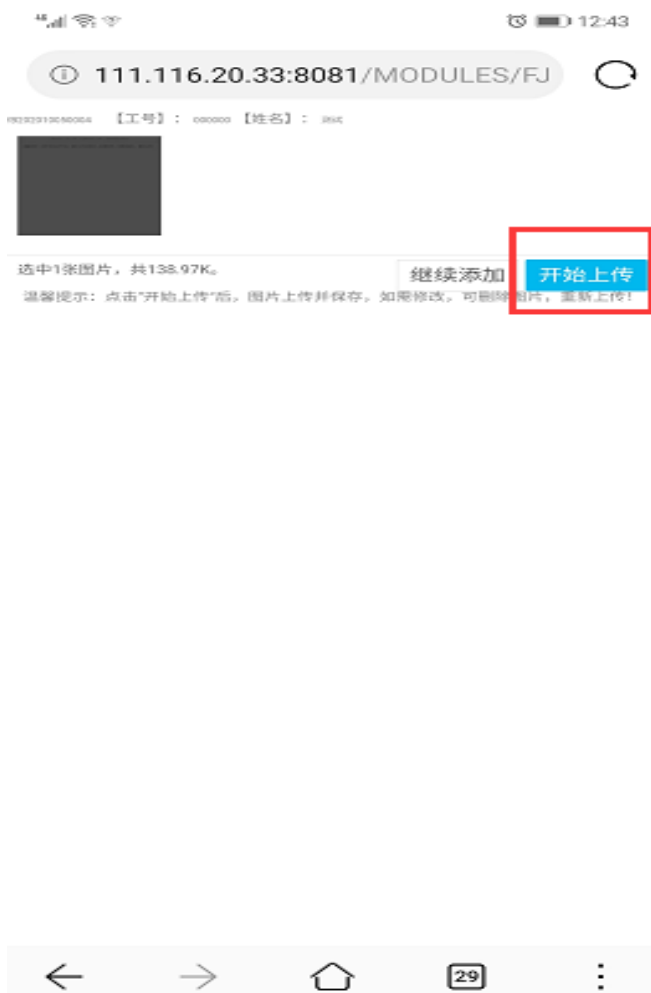 12:43
111.116.20.33:8081/MODULES/FJ
【工号】： 000000 【姓名】： 测试
选中1张图片，共138.97K。
继续添加 开始上传
温馨提示：点击"开始上传"后，图片上传并保存，如需修改，可删除图片，重新上传！
29